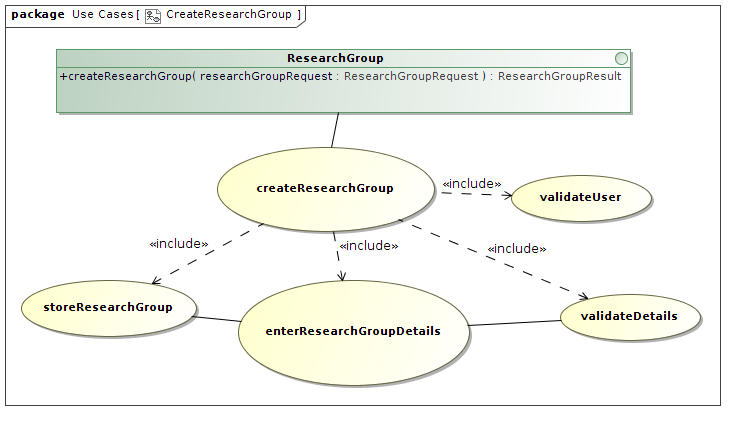 package Use Cases [ CreateResearchGroup ]
ResearchGroup
+createResearchGroup( researchGroupRequest : ResearchGroupRequest ) : ResearchGroupResult
createResearchGroup
«include»
validateUser
«include»
«include»
«include»
storeResearchGroup
enterResearchGroupDetails
validateDetails